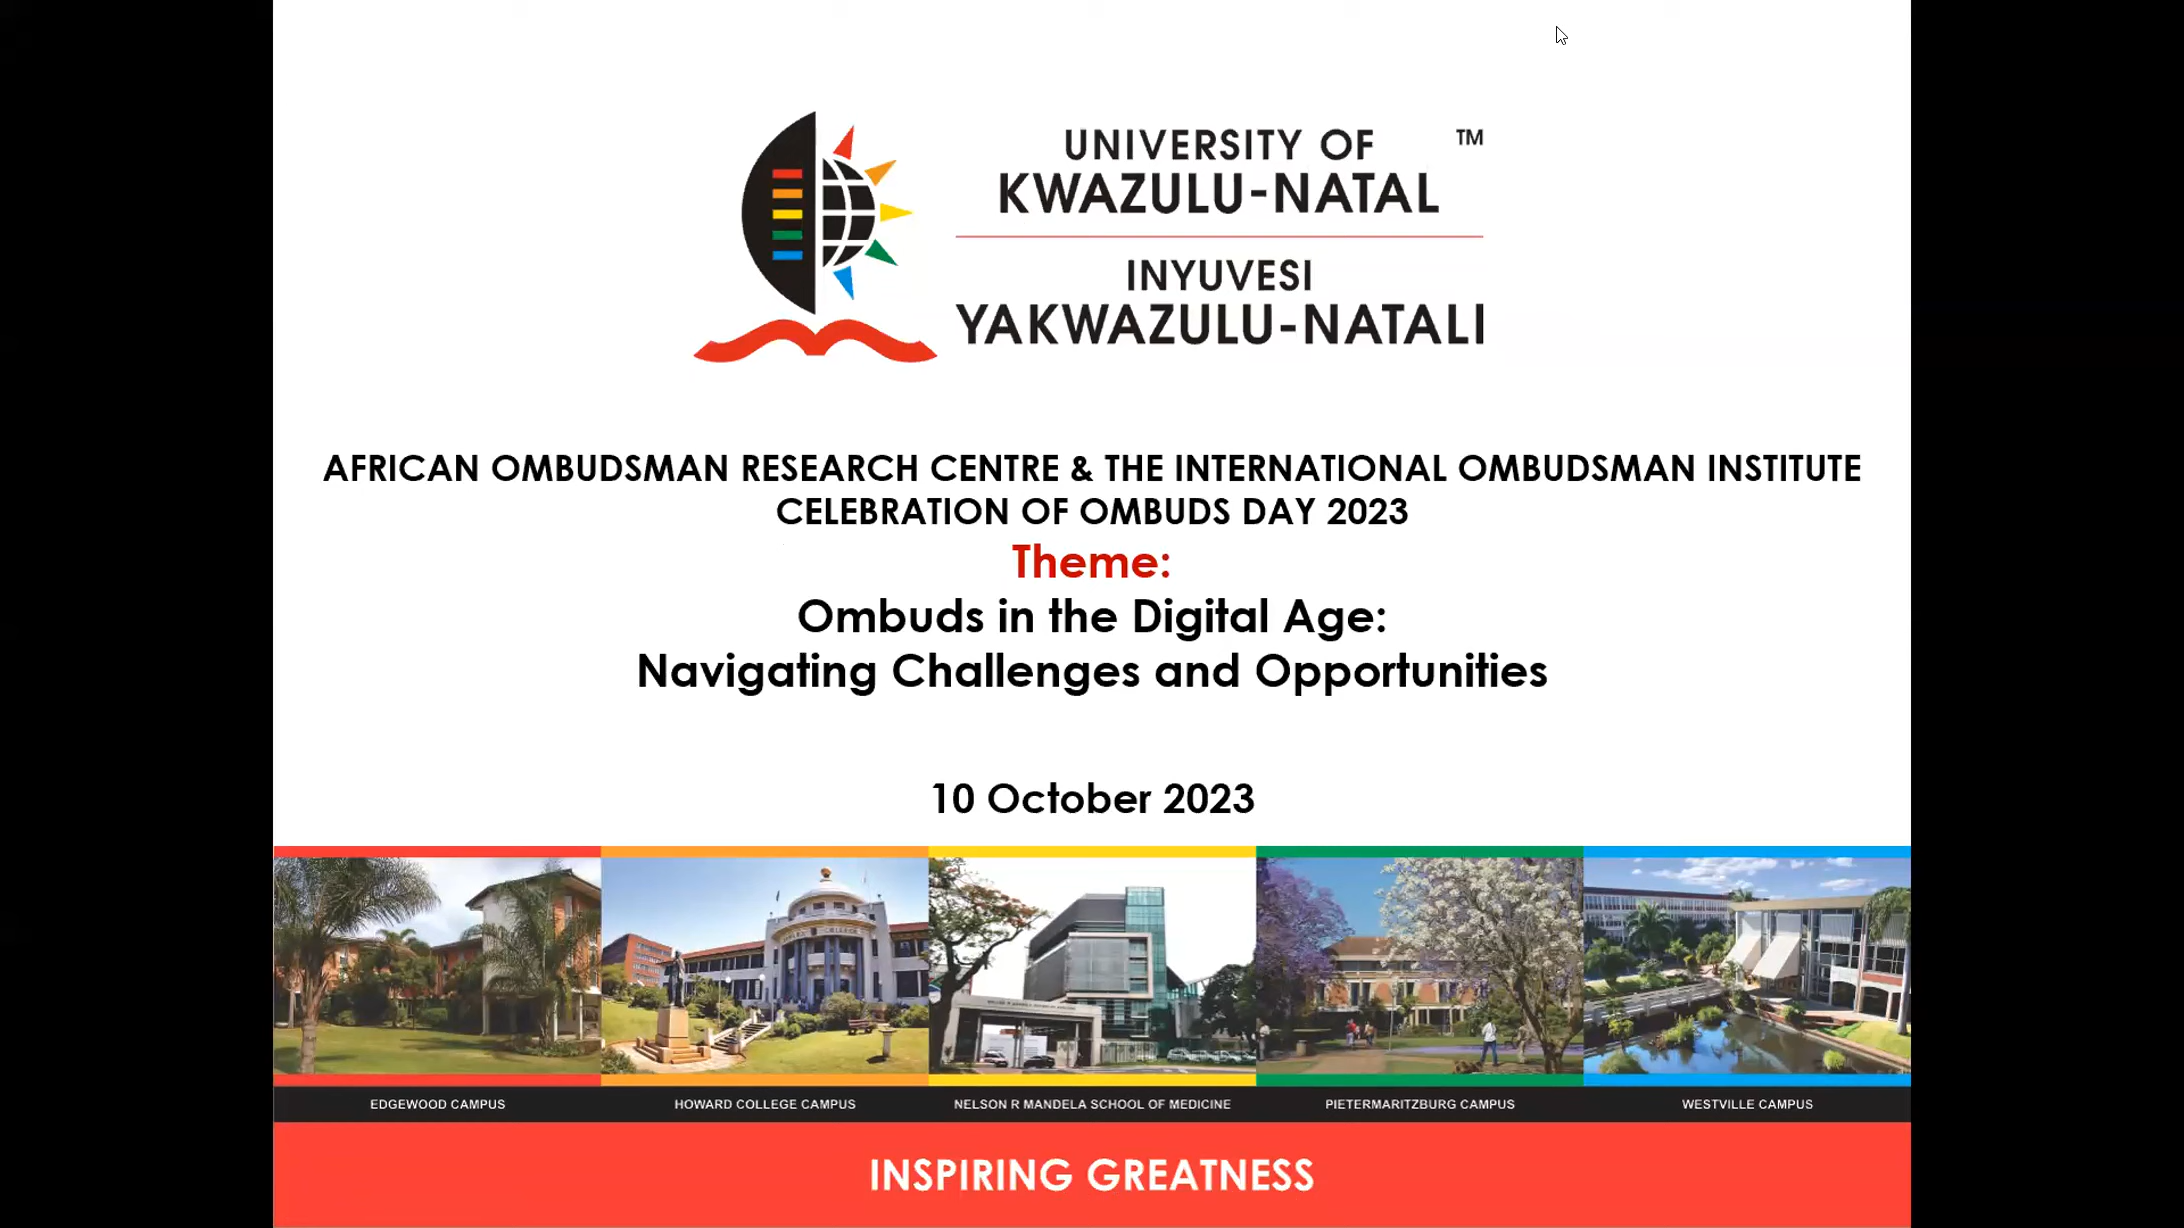 UNIVERSITY OF
TM
KWAZULU-NATAL
INYUVESI
YAKWAZULU-NATALI
AFRICAN OMBUDSMAN RESEARCH CENTRE & THE INTERNATIONAL OMBUDSMAN INSTITUTE
CELEBRATION OF OMBUDS DAY 2023
Theme:
Ombuds in the Digital Age:
Navigating Challenges and Opportunities
10 October 2023
EDGEWOOD CAMPUS
HOWARD COLLEGE CAMPUS
NELSON R MANDELA SCHOOL OF MEDICINE
PIETERMARITZBURG CAMPUS
WESTVILLE CAMPUS
INSPIRING GREATNESS